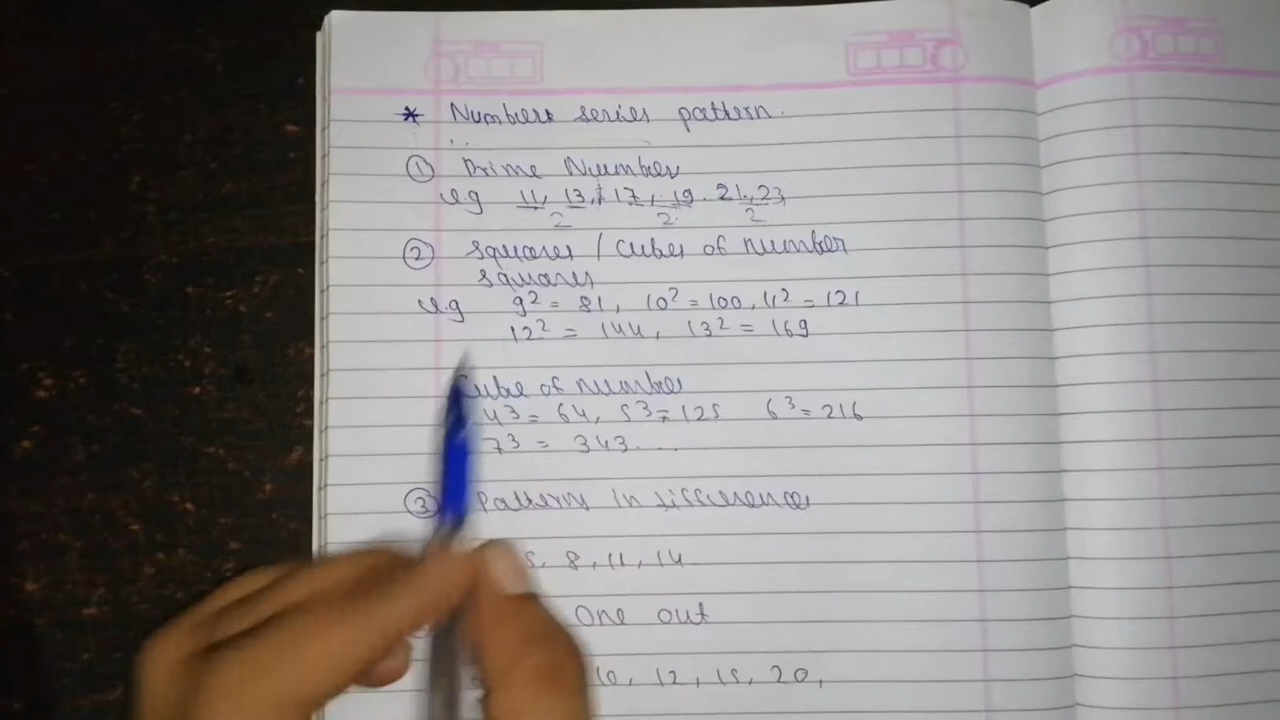 * Numbers series pattern.
① Prime Number
e.g 11, 13, 17, 19. 21, 23
2 2 2
② Squares / Cubes of number
squares
e.g 9² = 81, 10² = 100, 11² = 121
12² = 144, 13² = 169
Cube of number
4³ = 64, 5³ = 125 6³ = 216
7³ = 343....
③ Patterns in difference
5, 8, 11, 14
One out
10, 12, 15, 20,